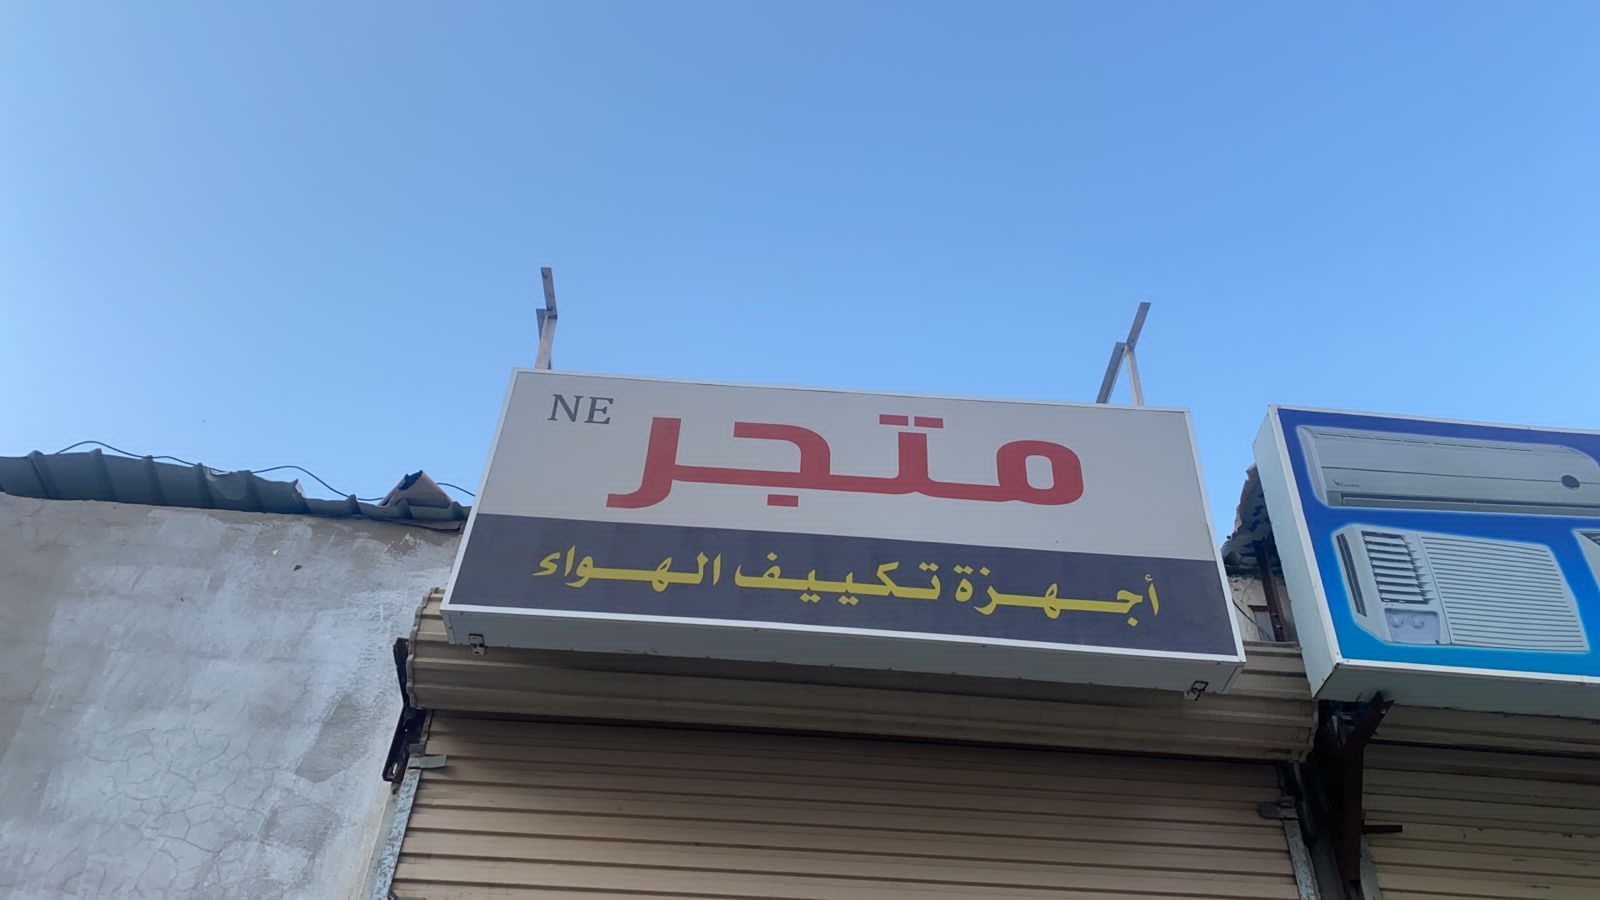 متجر NE
أجهزة تكييف الهواء